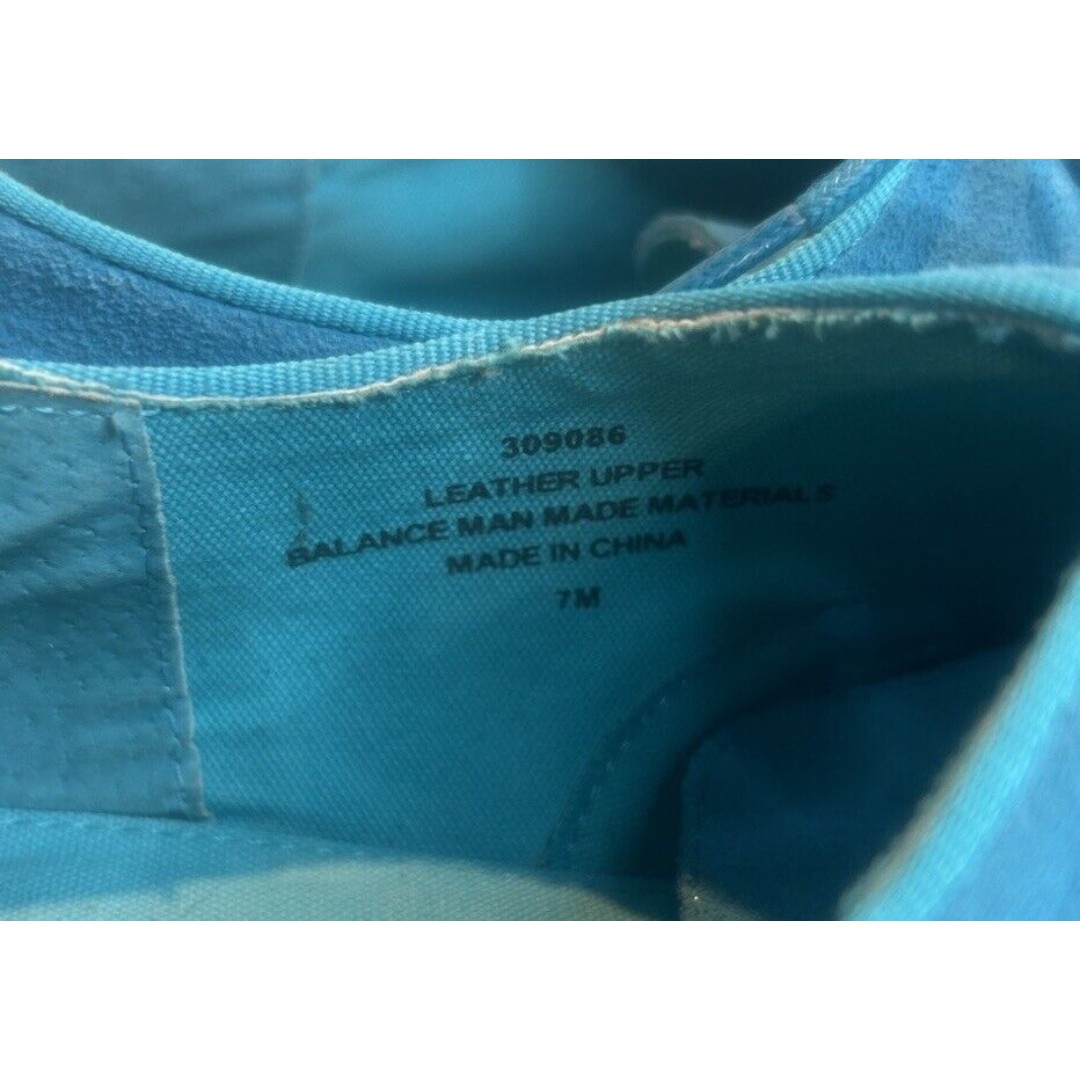 309086
LEATHER UPPER
BALANCE MAN MADE MATERIALS
MADE IN CHINA
7M